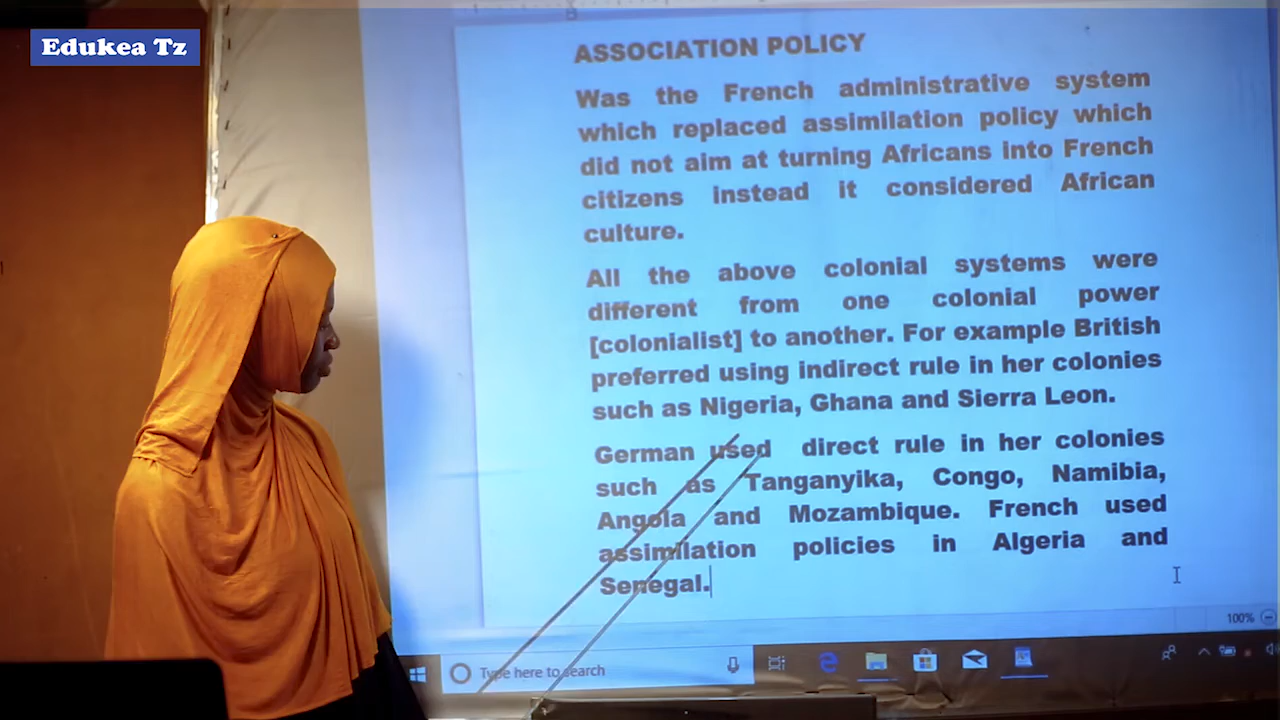 Edukea Tz
ASSOCIATION POLICY
Was the French administrative system
which replaced assimilation policy which
did not aim at turning Africans into French
citizens instead it considered African
culture.
All the above colonial systems were
different from one colonial power
[colonialist] to another. For example British
preferred using indirect rule in her colonies
such as Nigeria, Ghana and Sierra Leon.
German used direct rule in her colonies
such as Tanganyika, Congo, Namibia,
Angola and Mozambique. French used
assimilation policies in Algeria and
Senegal.
100%
Type here to search